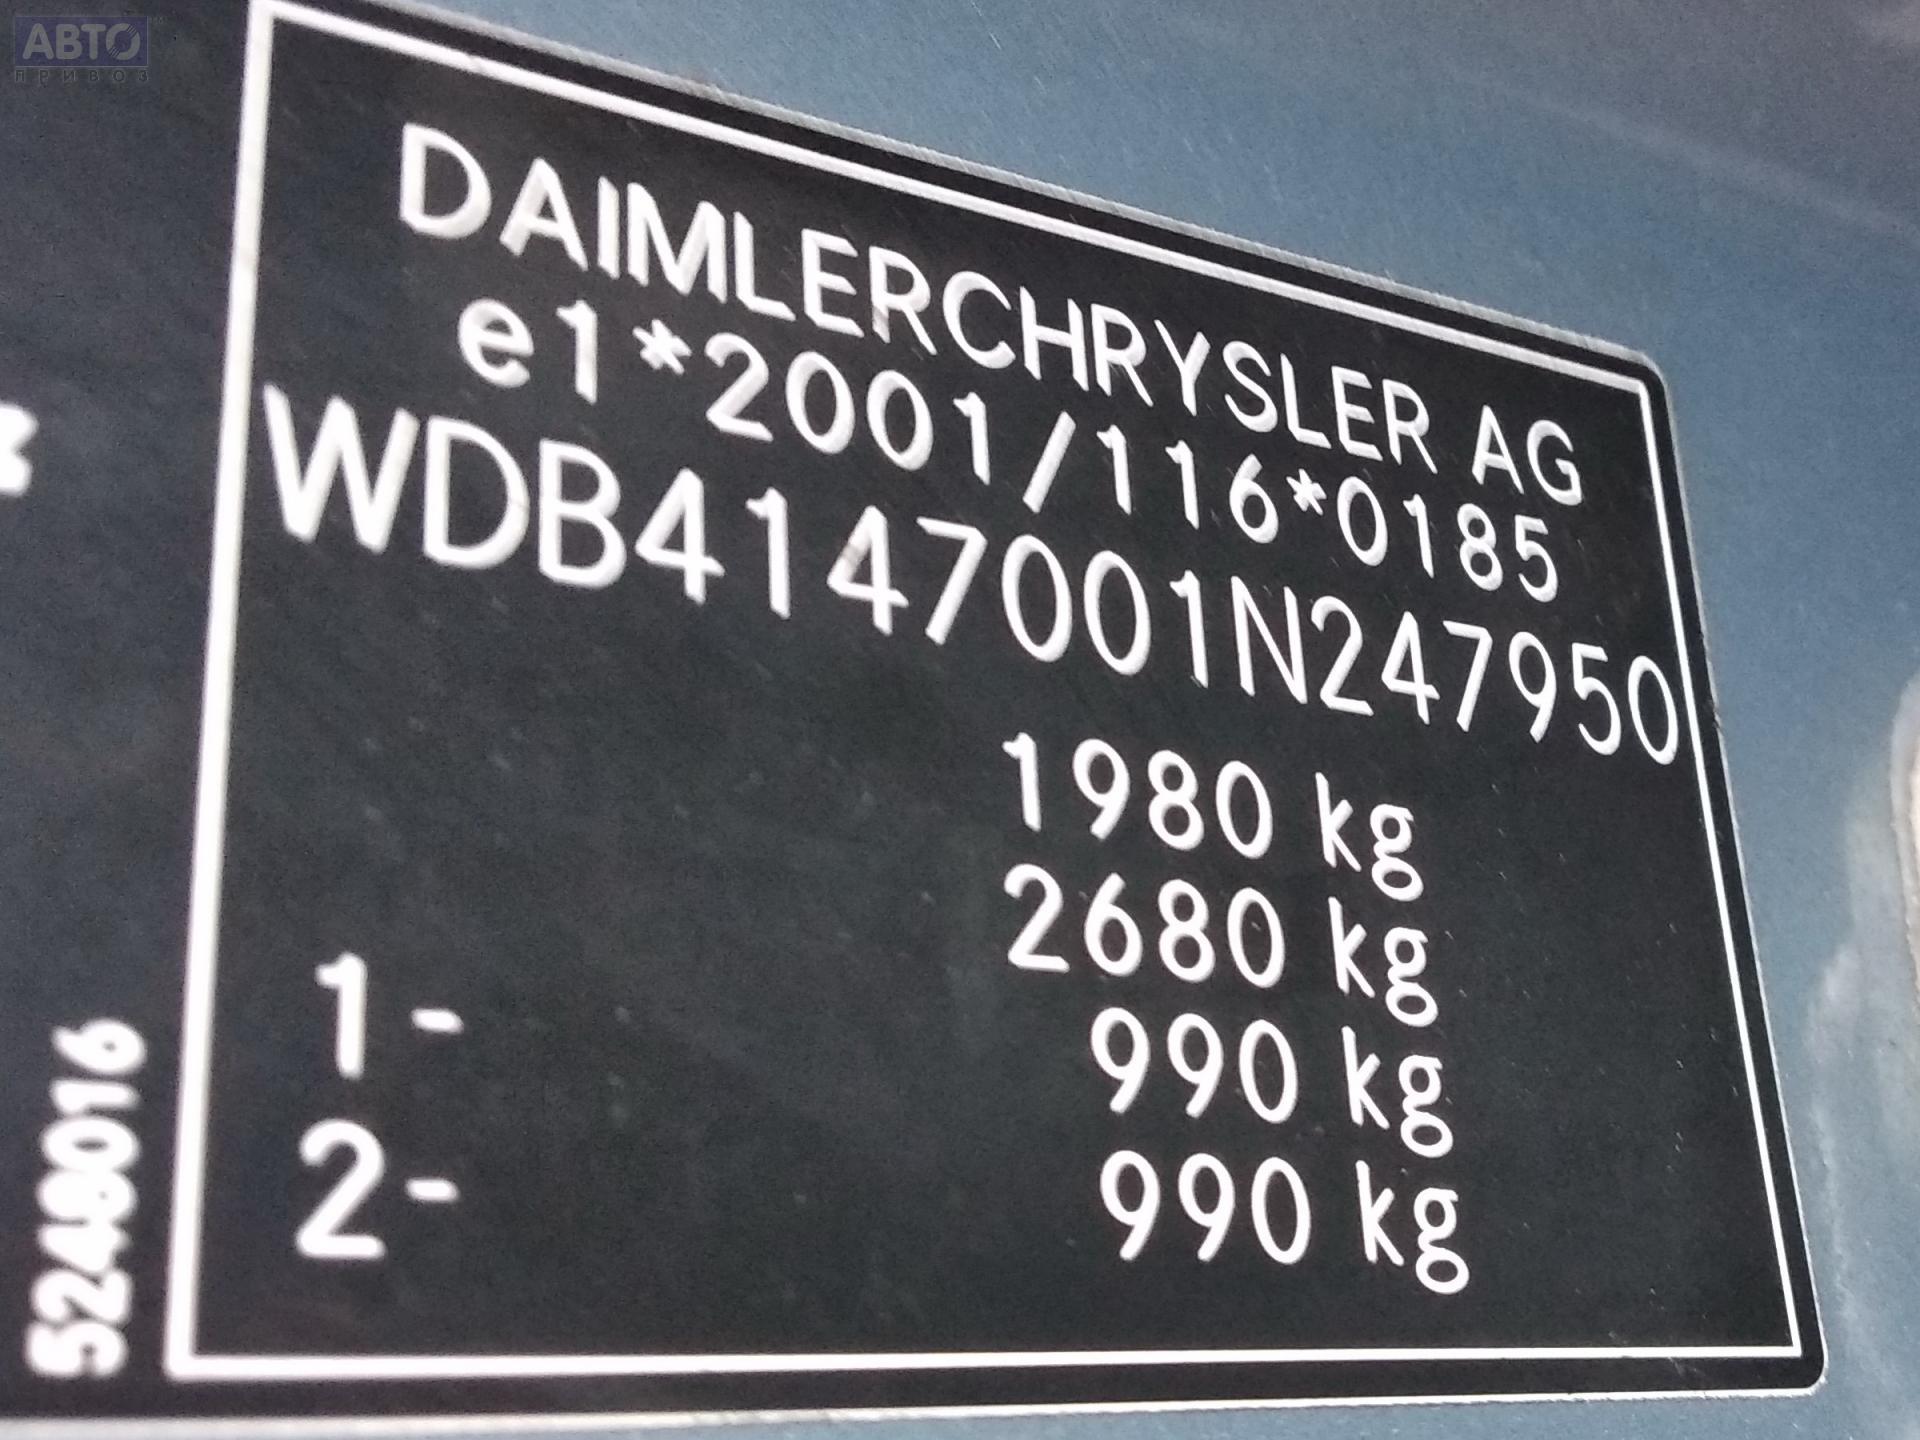 АВТО
ПРИВОЗ
DAIMLERCHRYSLER AG
e1*2001/116*0185
WDB4147001N247950
1980 kg
2680 kg
1- 990 kg
2- 990 kg
5248016